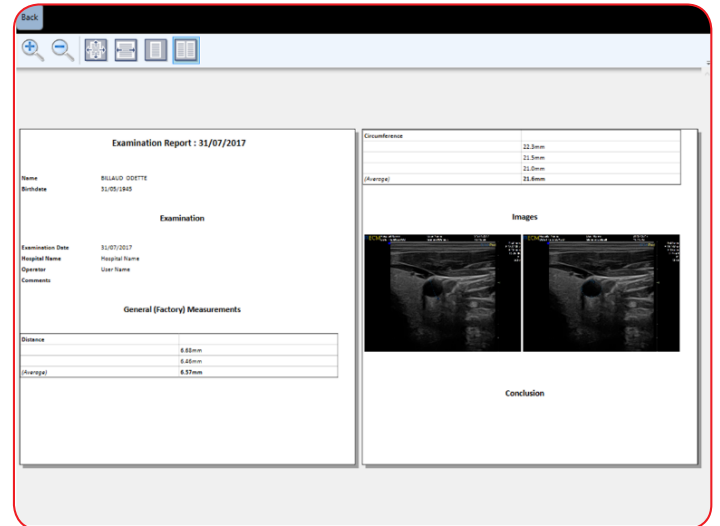 Back
Examination Report : 31/07/2017
Name BILLAUD ODETTE
Birthdate 31/05/1945
Examination
Examination Date 31/07/2017
Hospital Name Hospital Name
Operator User Name
Comments
General (Factory) Measurements
Distance
6.68mm
6.46mm
(Average) 6.57mm
Circumference
22.3mm
21.5mm
21.0mm
(Average) 21.6mm
Images
Conclusion